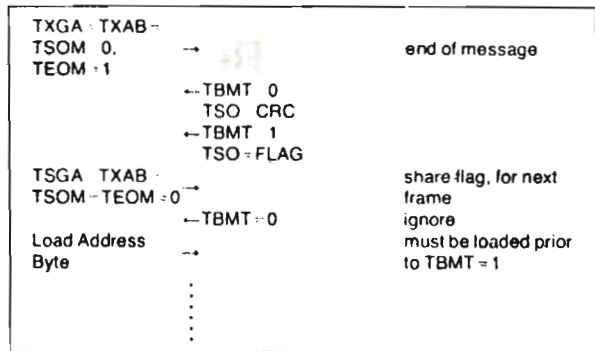 TXGA = TXAB =
TSOM = 0, → end of message
TEOM = 1
← TBMT = 0
TSO = CRC
← TBMT = 1
TSO = FLAG
TSGA = TXAB = share flag, for next
TSOM = TEOM = 0 → frame
← TBMT = 0 ignore
Load Address → must be loaded prior
Byte to TBMT = 1